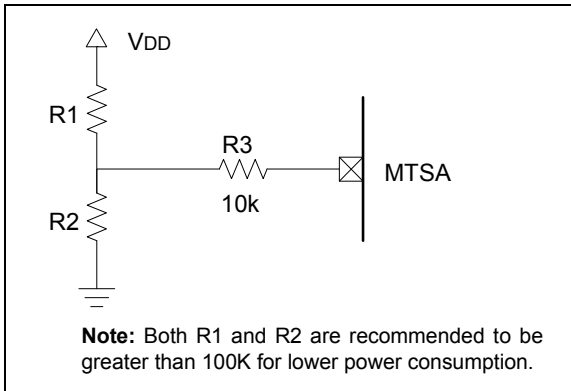 VDD
R1
R3
MTSA
10k
R2
Note: Both R1 and R2 are recommended to be
greater than 100K for lower power consumption.